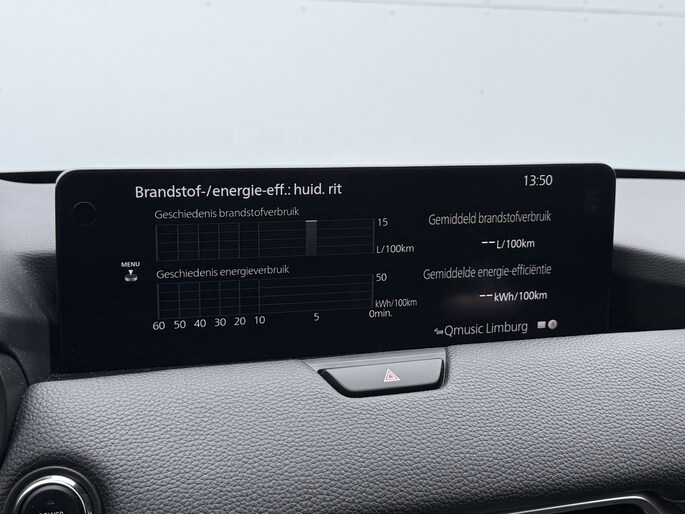 Brandstof-/energie-eff.: huid. rit
13:50
Geschiedenis brandstofverbruik
15
L/100km
Gemiddeld brandstofverbruik
-- L/100km
MENU
Geschiedenis energieverbruik
50
kWh/100km
60 50 40 30 20 10 5 0min.
Gemiddelde energie-efficiëntie
-- kWh/100km
Qmusic Limburg
POWER